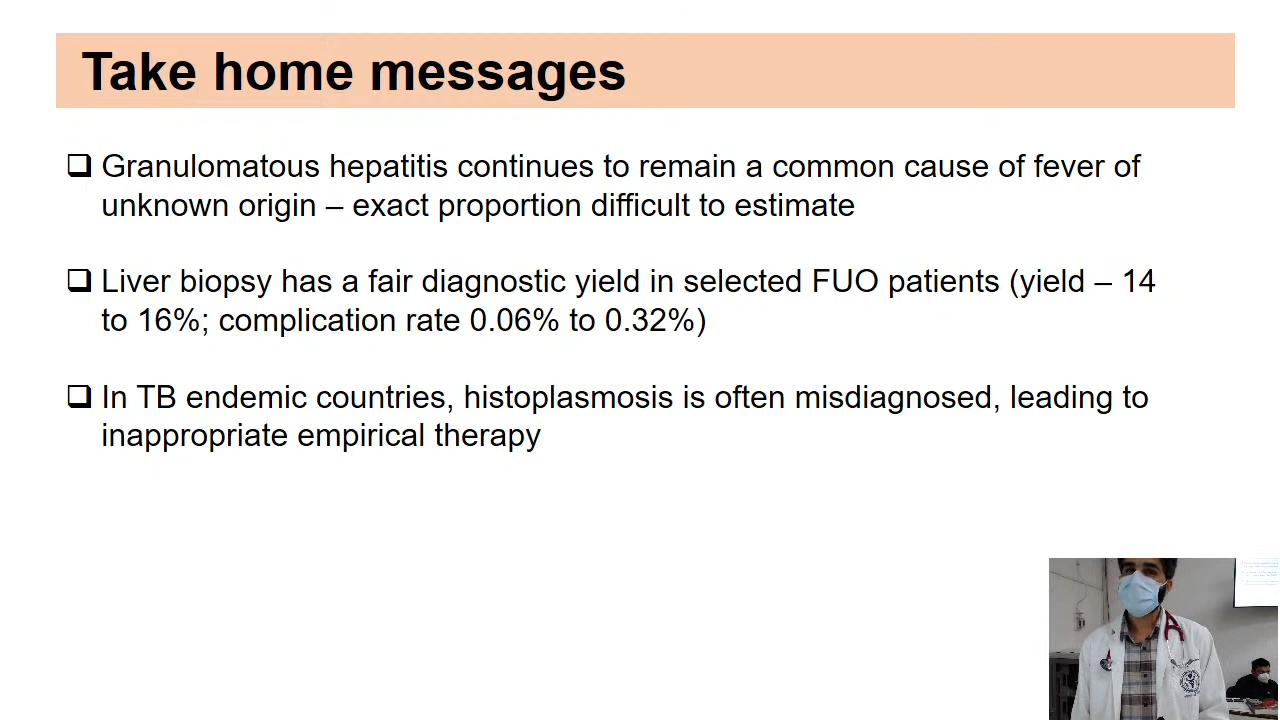 Take home messages
❑ Granulomatous hepatitis continues to remain a common cause of fever of
unknown origin – exact proportion difficult to estimate
❑ Liver biopsy has a fair diagnostic yield in selected FUO patients (yield – 14
to 16%; complication rate 0.06% to 0.32%)
❑ In TB endemic countries, histoplasmosis is often misdiagnosed, leading to
inappropriate empirical therapy